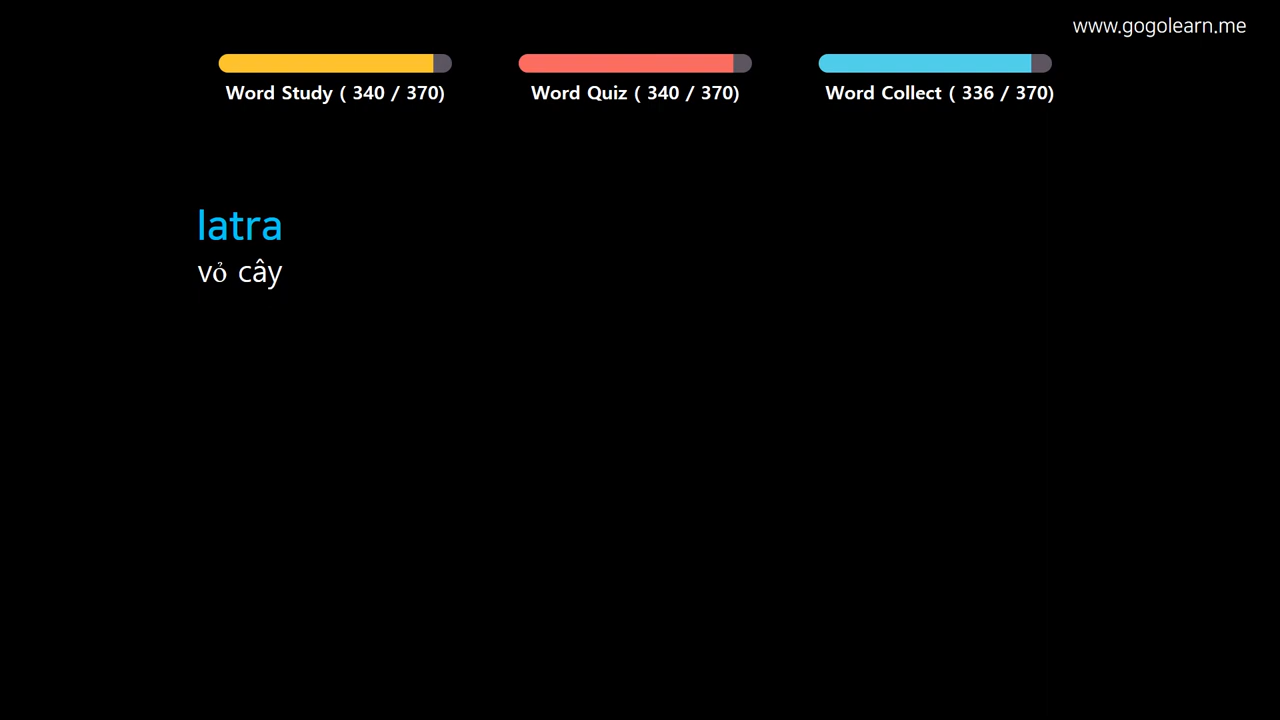 www.gogolearn.me
Word Study ( 340 / 370)
Word Quiz ( 340 / 370)
Word Collect ( 336 / 370)
latra
vỏ cây